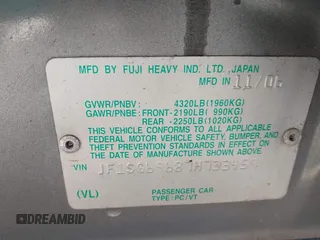 MFD BY FUJI HEAVY IND. LTD. JAPAN
MFD IN
GVWR/PNBV: 4320LB(1960KG)
GAWR/PNBE: FRONT-2190LB( 990KG)
REAR -2250LB(1020KG)
THIS VEHICLE CONFORMS TO ALL APPLICABLE
FEDERAL MOTOR VEHICLE SAFETY, BUMPER, AND
THEFT PREVENTION STANDARDS IN EFFECT
ON THE DATE OF MANUFACTURE SHOWN ABOVE.
VIN
(VL)
PASSENGER CAR
TYPE:PC/VT
DREAMBID